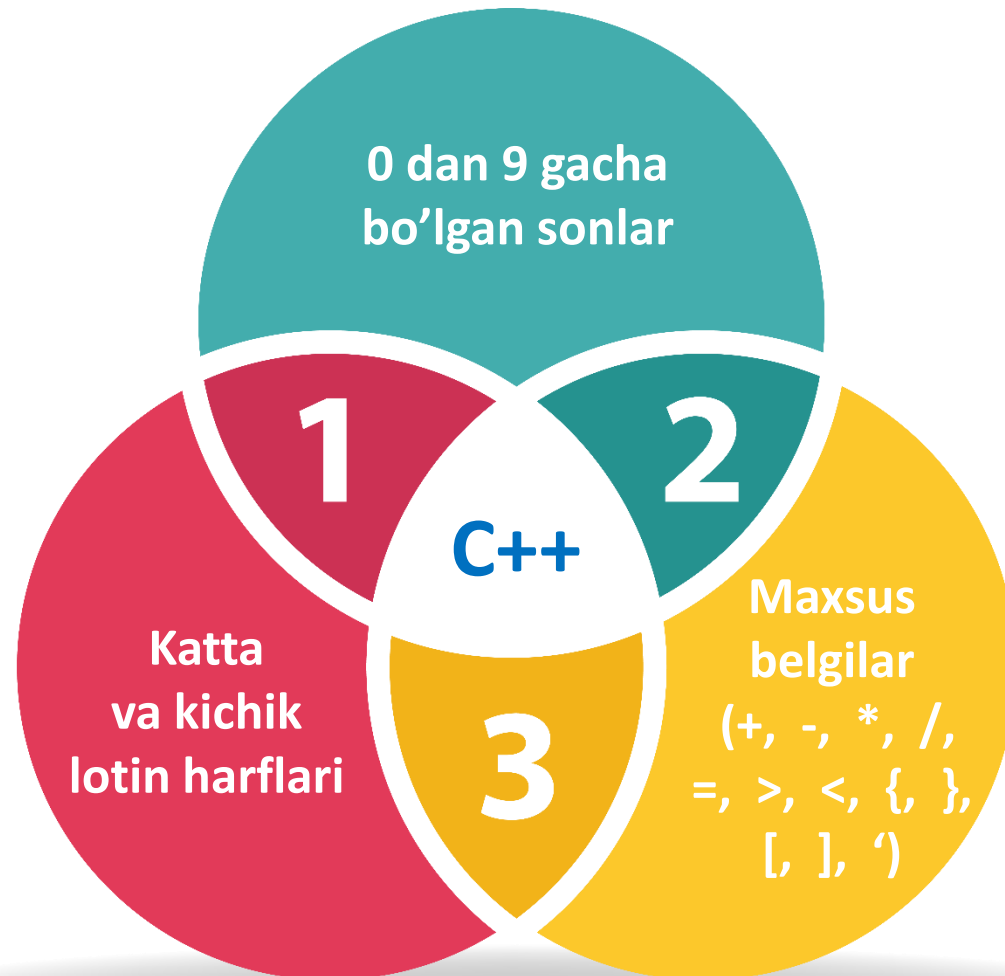 0 dan 9 gacha
bo’lgan sonlar
1
2
C++
Katta
va kichik
lotin harflari
Maxsus
belgilar
(+, -, *, /,
=, >, <, {, },
[, ], ‘)
3